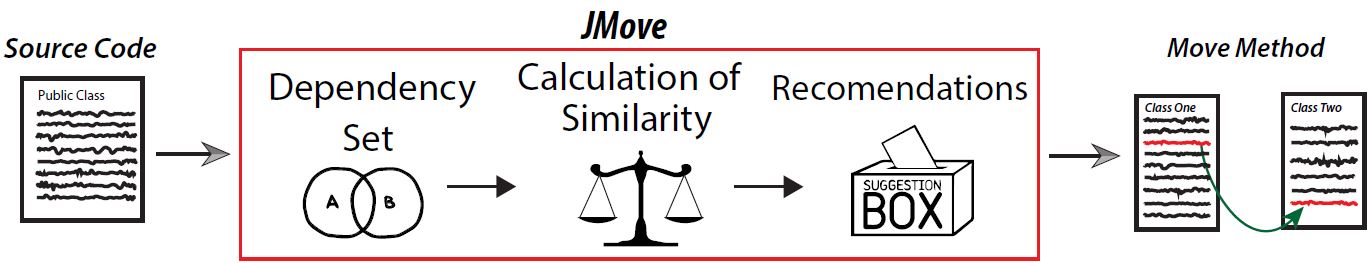 JMove
Source Code
Public Class
Dependency
Set
A B
Calculation of
Similarity
Recomendations
SUGGESTION
BOX
Move Method
Class One
Class Two